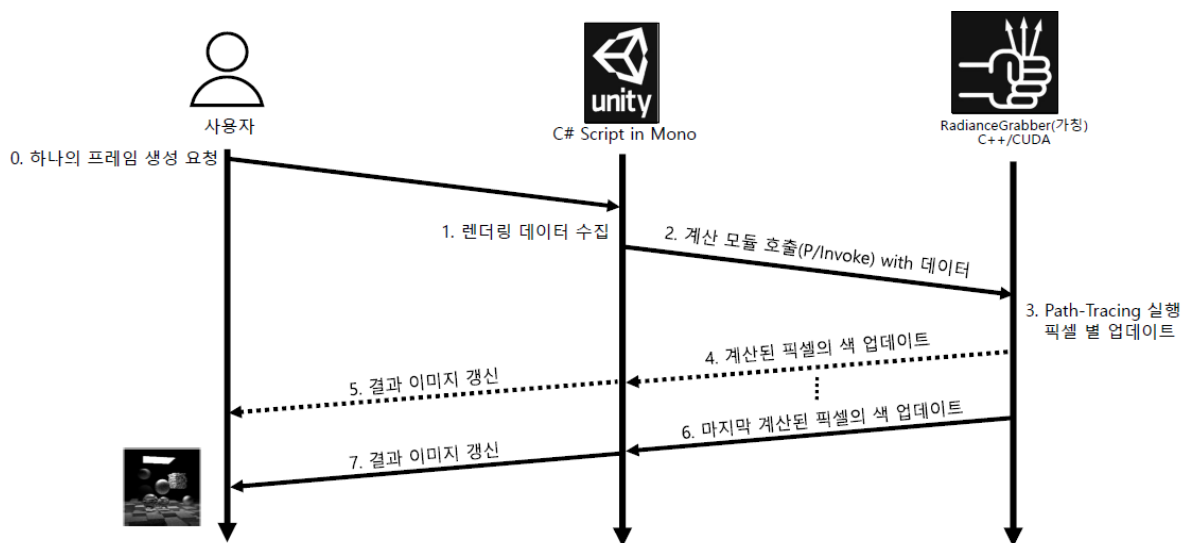 unity
사용자
C# Script in Mono
RadianceGrabber(가칭)
C++/CUDA
0. 하나의 프레임 생성 요청
1. 렌더링 데이터 수집
2. 계산 모듈 호출(P/Invoke) with 데이터
3. Path-Tracing 실행
픽셀 별 업데이트
4. 계산된 픽셀의 색 업데이트
5. 결과 이미지 갱신
6. 마지막 계산된 픽셀의 색 업데이트
7. 결과 이미지 갱신